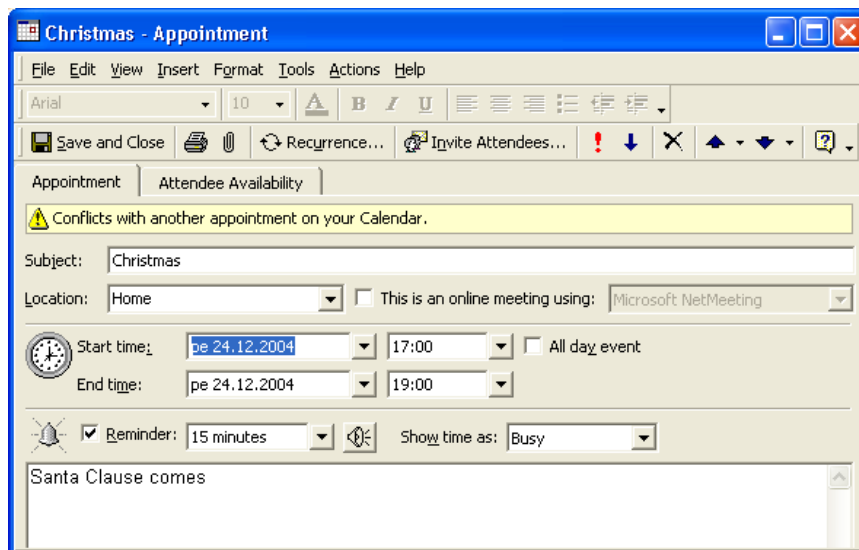 Christmas - Appointment
File Edit View Insert Format Tools Actions Help
Arial 10 A B I U
Save and Close Recurrence... Invite Attendees... ! ?
Appointment Attendee Availability
Conflicts with another appointment on your Calendar.
Subject: Christmas
Location: Home This is an online meeting using: Microsoft NetMeeting
Start time: pe 24.12.2004 17:00 All day event
End time: pe 24.12.2004 19:00
Reminder: 15 minutes Show time as: Busy
Santa Clause comes